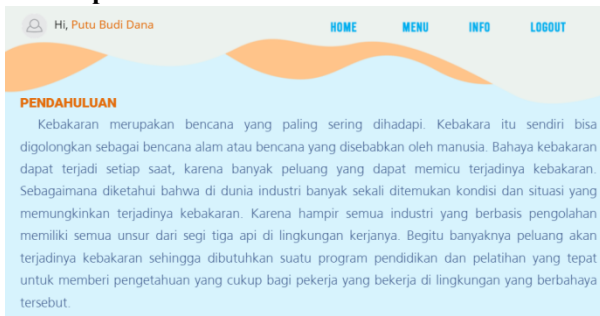 Hi, Putu Budi Dana
HOME MENU INFO LOGOUT
PENDAHULUAN
Kebakaran merupakan bencana yang paling sering dihadapi. Kebakara itu sendiri bisa
digolongkan sebagai bencana alam atau bencana yang disebabkan oleh manusia. Bahaya kebakaran
dapat terjadi setiap saat, karena banyak peluang yang dapat memicu terjadinya kebakaran.
Sebagaimana diketahui bahwa di dunia industri banyak sekali ditemukan kondisi dan situasi yang
memungkinkan terjadinya kebakaran. Karena hampir semua industri yang berbasis pengolahan
memiliki semua unsur dari segi tiga api di lingkungan kerjanya. Begitu banyaknya peluang akan
terjadinya kebakaran sehingga dibutuhkan suatu program pendidikan dan pelatihan yang tepat
untuk memberi pengetahuan yang cukup bagi pekerja yang bekerja di lingkungan yang berbahaya
tersebut.